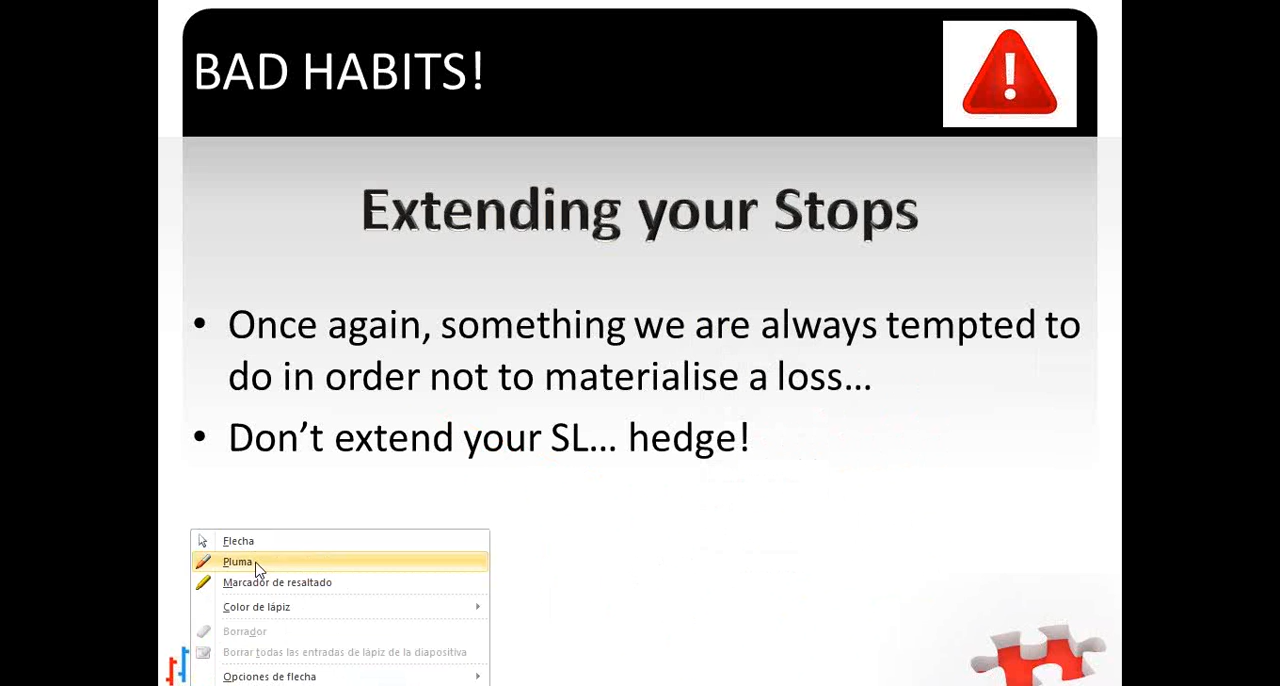 BAD HABITS!
Extending your Stops
• Once again, something we are always tempted to
do in order not to materialise a loss…
• Don’t extend your SL… hedge!
Flecha
Pluma
Marcador de resaltado
Color de lápiz
Borrador
Borrar todas las entradas de lápiz de la diapositiva
Opciones de flecha